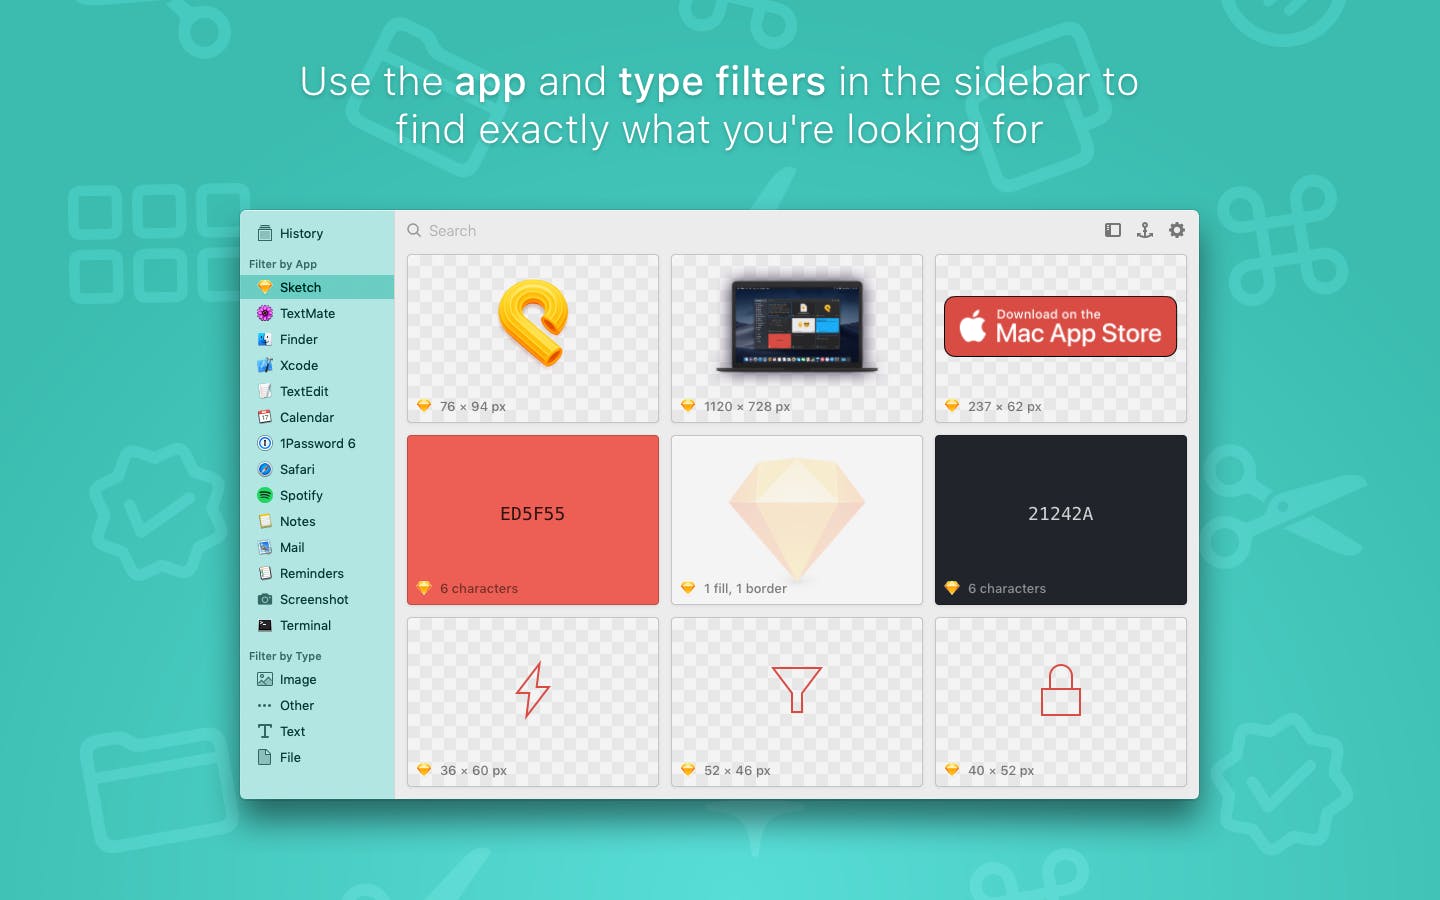 Use the app and type filters in the sidebar to
find exactly what you're looking for
History
Filter by App
Sketch
TextMate
Finder
Xcode
TextEdit
Calendar
1Password 6
Safari
Spotify
Notes
Mail
Reminders
Screenshot
Terminal
Filter by Type
Image
Other
Text
File
Search
76 × 94 px
1120 × 728 px
Download on the
Mac App Store
237 × 62 px
ED5F55
6 characters
1 fill, 1 border
21242A
6 characters
36 × 60 px
52 × 46 px
40 × 52 px